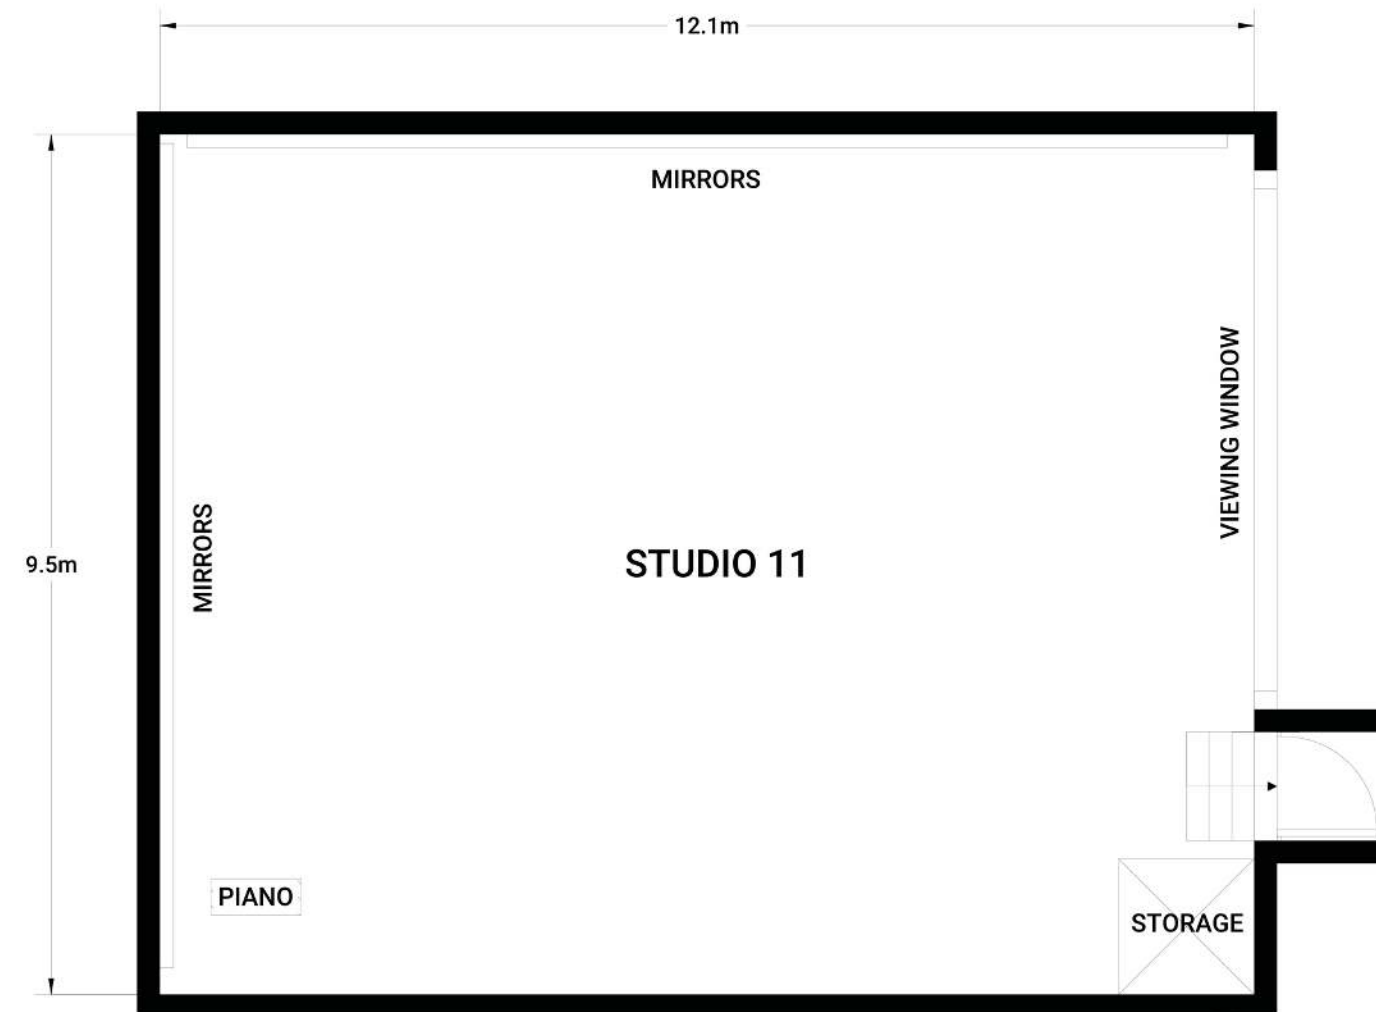 12.1m
MIRRORS
VIEWING WINDOW
MIRRORS
9.5m
STUDIO 11
PIANO
STORAGE